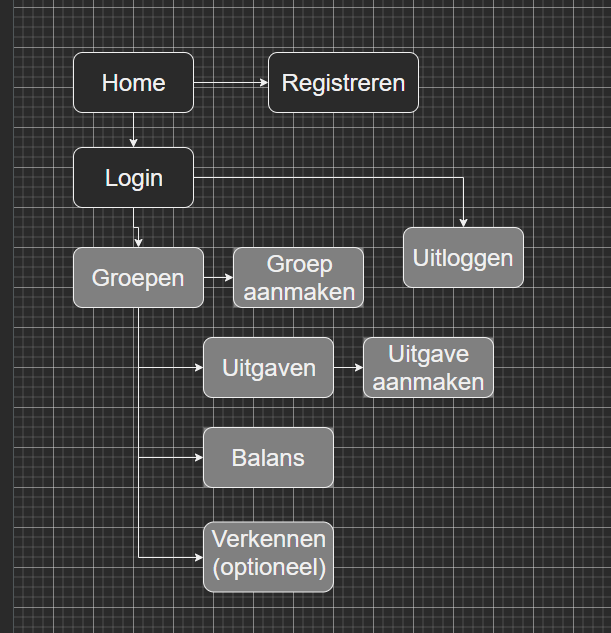 Home
Registreren
Login
Uitloggen
Groepen
Groep
aanmaken
Uitgaven
Uitgave
aanmaken
Balans
Verkennen
(optioneel)